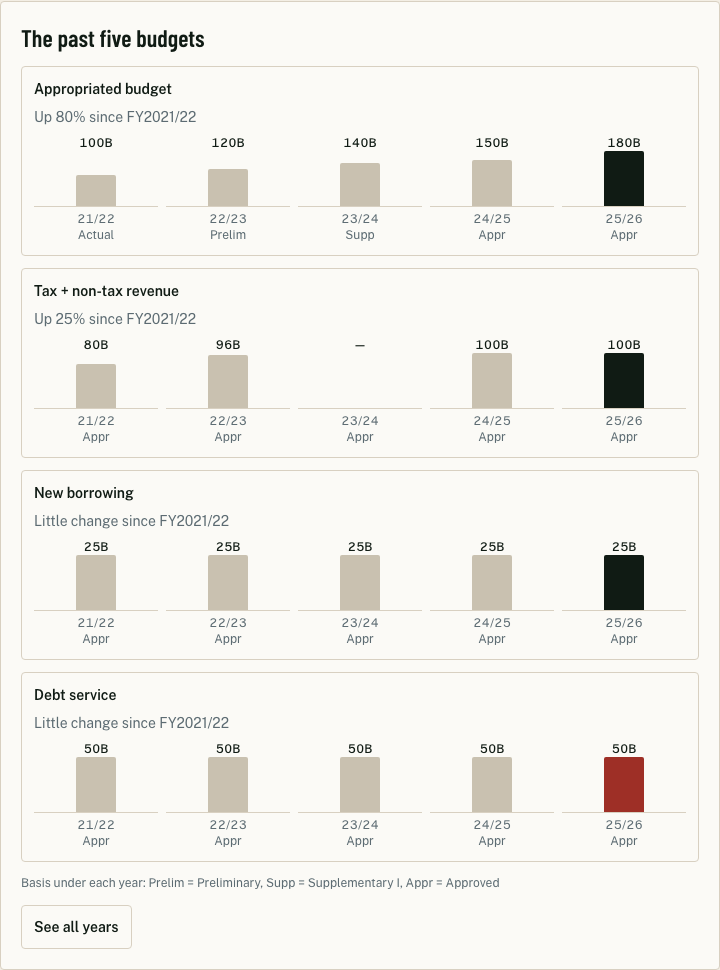 The past five budgets
Appropriated budget
Up 80% since FY2021/22
100B 120B 140B 150B 180B
21/22 22/23 23/24 24/25 25/26
Actual Prelim Supp Appr Appr
Tax + non-tax revenue
Up 25% since FY2021/22
80B 96B — 100B 100B
21/22 22/23 23/24 24/25 25/26
Appr Appr Appr Appr Appr
New borrowing
Little change since FY2021/22
25B 25B 25B 25B 25B
21/22 22/23 23/24 24/25 25/26
Appr Appr Appr Appr Appr
Debt service
Little change since FY2021/22
50B 50B 50B 50B 50B
21/22 22/23 23/24 24/25 25/26
Appr Appr Appr Appr Appr
Basis under each year: Prelim = Preliminary, Supp = Supplementary I, Appr = Approved
See all years